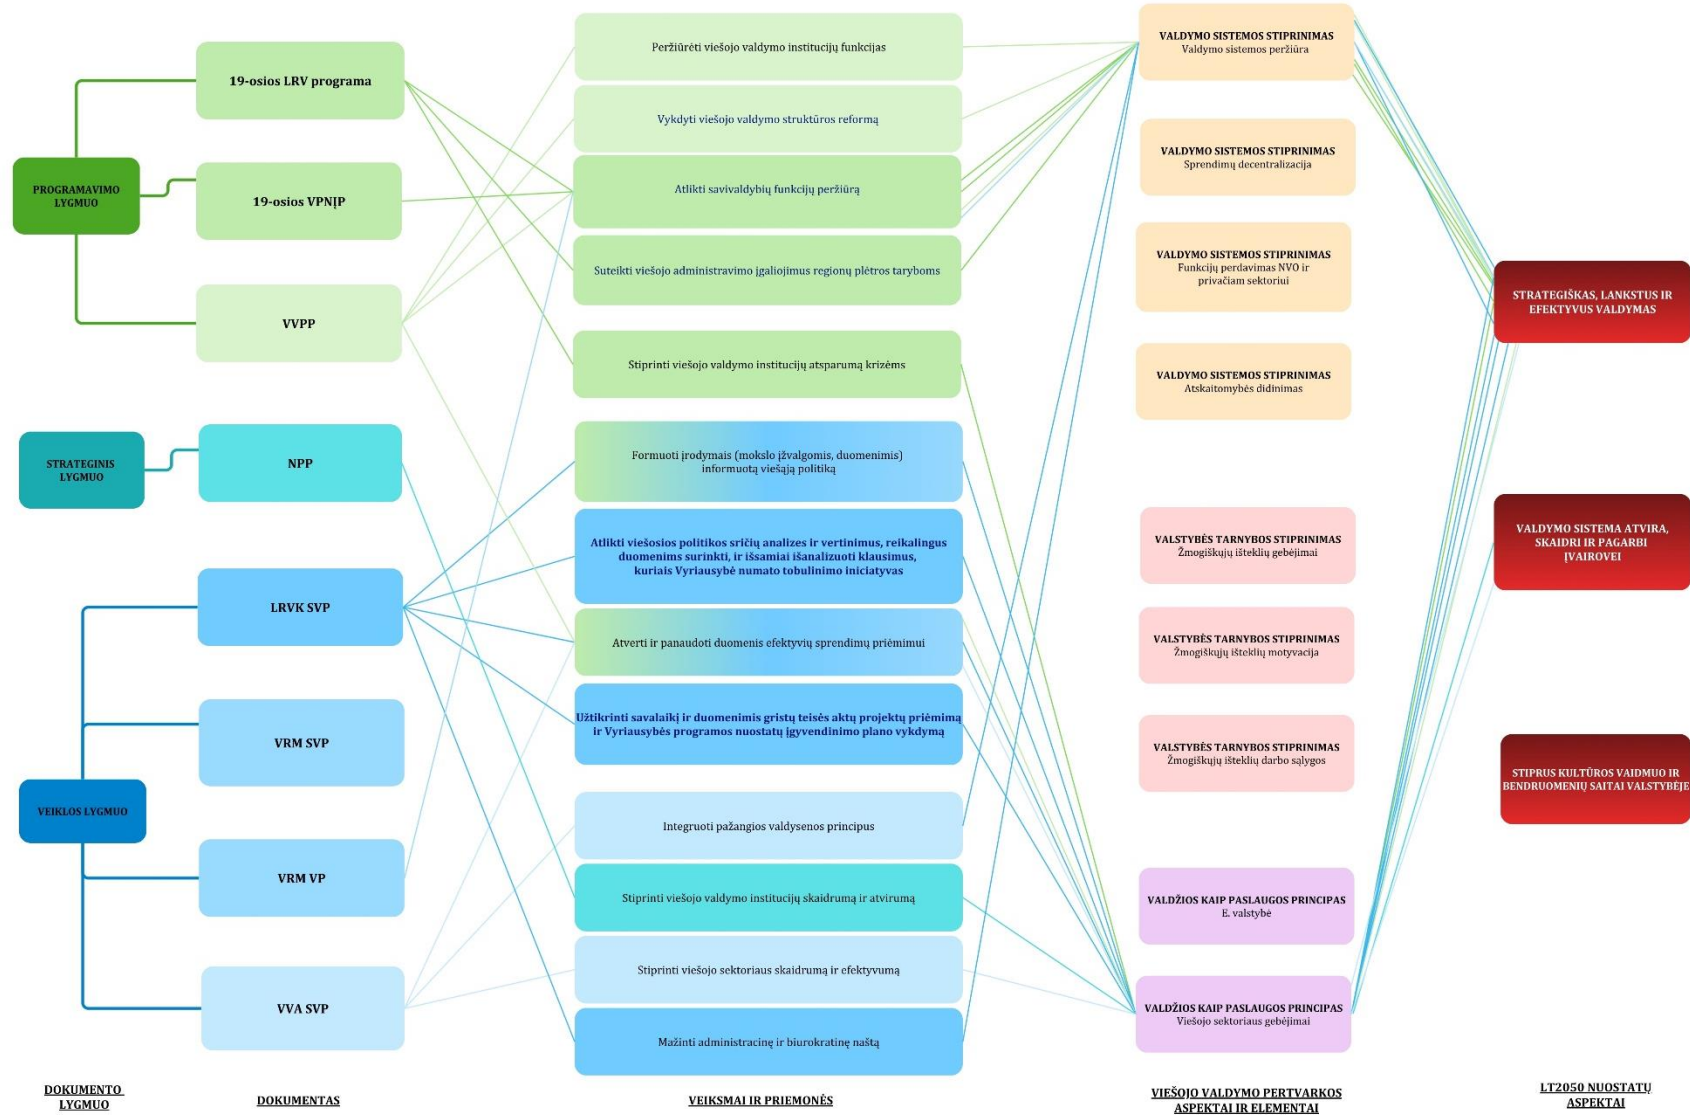 PROGRAMAVIMO
LYGMUO
STRATEGINIS
LYGMUO
VEIKLOS LYGMUO
DOKUMENTO
LYGMUO
19-osios LRV programa
19-osios VPNĮP
VVPP
NPP
LRVK SVP
VRM SVP
VRM VP
VVA SVP
DOKUMENTAS
Peržiūrėti viešojo valdymo institucijų funkcijas
Vykdyti viešojo valdymo struktūros reformą
Atlikti savivaldybių funkcijų peržiūrą
Suteikti viešojo administravimo įgaliojimus regionų plėtros taryboms
Stiprinti viešojo valdymo institucijų atsparumą krizėms
Formuoti įrodymais (mokslo įžvalgomis, duomenimis)
informuotą viešąją politiką
Atlikti viešosios politikos sričių analizes ir vertinimus, reikalingus
duomenims surinkti, ir išsamiai išanalizuoti klausimus,
kuriais Vyriausybė numato tobulinimo iniciatyvas
Atverti ir panaudoti duomenis efektyvių sprendimų priėmimui
Užtikrinti savalaikį ir duomenimis grįstų teisės aktų projektų priėmimą
ir Vyriausybės programos nuostatų įgyvendinimo plano vykdymą
Integruoti pažangios valdysenos principus
Stiprinti viešojo valdymo institucijų skaidrumą ir atvirumą
Stiprinti viešojo sektoriaus skaidrumą ir efektyvumą
Mažinti administracinę ir biurokratinę naštą
VEIKSMAI IR PRIEMONĖS
VALDYMO SISTEMOS STIPRINIMAS
Valdymo sistemos peržiūra
VALDYMO SISTEMOS STIPRINIMAS
Sprendimų decentralizacija
VALDYMO SISTEMOS STIPRINIMAS
Funkcijų perdavimas NVO ir
privačiam sektoriui
VALDYMO SISTEMOS STIPRINIMAS
Atskaitomybės didinimas
VALSTYBĖS TARNYBOS STIPRINIMAS
Žmogiškųjų išteklių gebėjimai
VALSTYBĖS TARNYBOS STIPRINIMAS
Žmogiškųjų išteklių motyvacija
VALSTYBĖS TARNYBOS STIPRINIMAS
Žmogiškųjų išteklių darbo sąlygos
VALDŽIOS KAIP PASLAUGOS PRINCIPAS
E. valstybė
VALDŽIOS KAIP PASLAUGOS PRINCIPAS
Viešojo sektoriaus gebėjimai
VIEŠOJO VALDYMO PERTVARKOS
ASPEKTAI IR ELEMENTAI
STRATEGIŠKAS, LANKSTUS IR
EFEKTYVUS VALDYMAS
VALDYMO SISTEMA ATVIRA,
SKAIDRI IR PAGARBI
ĮVAIROVEI
STIPRUS KULTŪROS VAIDMUO IR
BENDRUOMENIŲ SAITAI VALSTYBĖJE
LT2050 NUOSTATŲ
ASPEKTAI